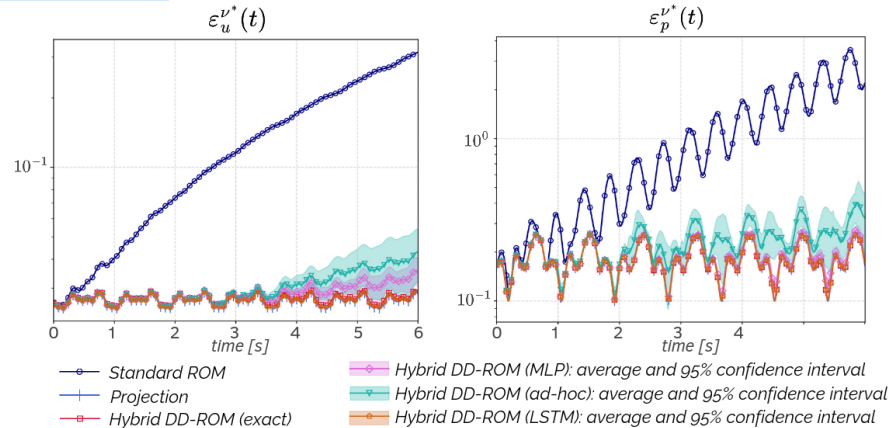 ε_u^{ν*}(t)
ε_p^{ν*}(t)
10⁻¹
0 1 2 3 4 5 6
time [s]
10⁰
10⁻¹
0 1 2 3 4
time [s]
Standard ROM
Projection
Hybrid DD-ROM (exact)
Hybrid DD-ROM (MLP): average and 95% confidence interval
Hybrid DD-ROM (ad-hoc): average and 95% confidence interval
Hybrid DD-ROM (LSTM): average and 95% confidence interval